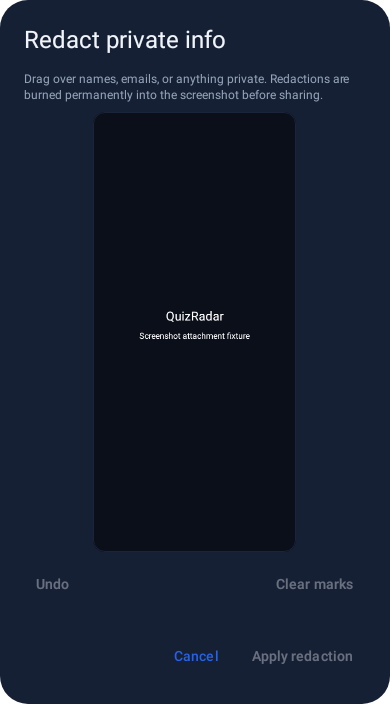 Redact private info
Drag over names, emails, or anything private. Redactions are
burned permanently into the screenshot before sharing.
QuizRadar
Screenshot attachment fixture
Undo
Clear marks
Cancel
Apply redaction